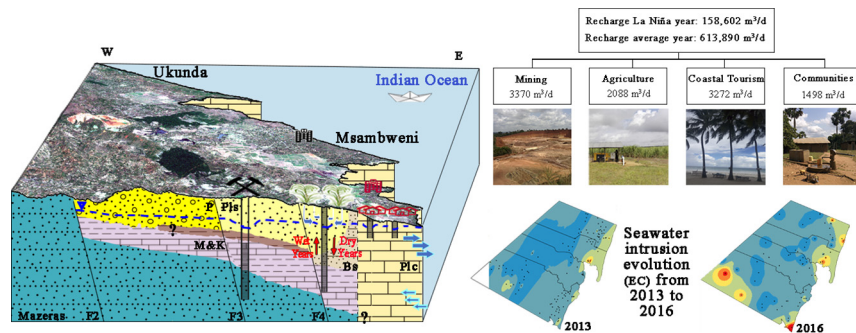 W
E
Ukunda
Indian Ocean
Msambweni
P
Pls
?
M&K
Wet
Years
Dry
Years
Bs
Plc
Mazeras
F2
F3
F4
?
Recharge La Niña year: 158,602 m³/d
Recharge average year: 613,890 m³/d
Mining
3370 m³/d
Agriculture
2088 m³/d
Coastal Tourism
3272 m³/d
Communities
1498 m³/d
Seawater
intrusion
evolution
(EC) from
2013 to
2016
2013
2016